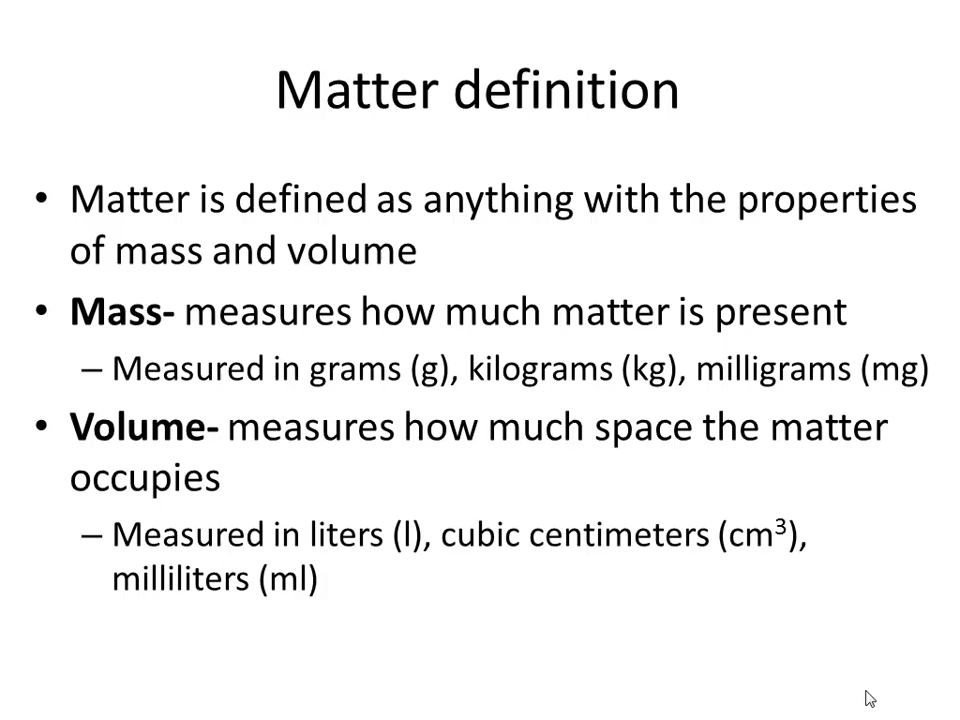 Matter definition
• Matter is defined as anything with the properties
of mass and volume
• Mass- measures how much matter is present
– Measured in grams (g), kilograms (kg), milligrams (mg)
• Volume- measures how much space the matter
occupies
– Measured in liters (l), cubic centimeters (cm³),
milliliters (ml)